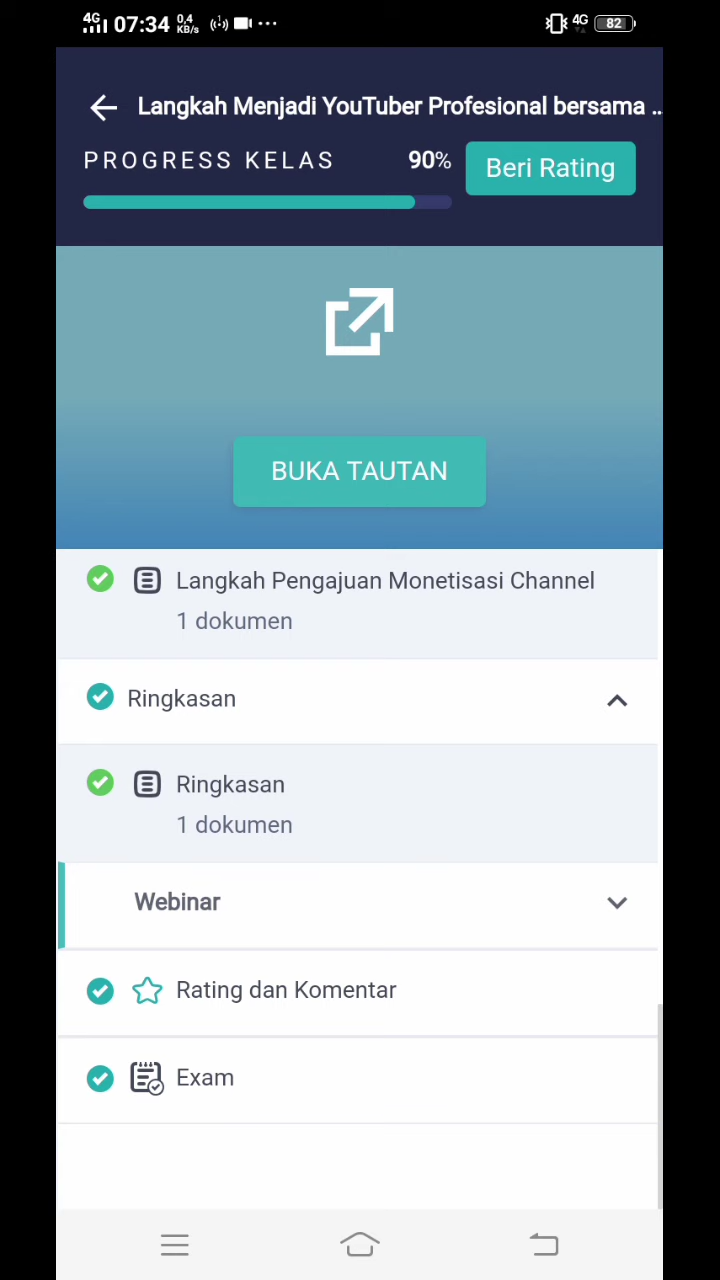 4G 07:34 0,4 KB/s 4G 82
Langkah Menjadi YouTuber Profesional bersama ...
PROGRESS KELAS 90% Beri Rating
BUKA TAUTAN
Langkah Pengajuan Monetisasi Channel
1 dokumen
Ringkasan
Ringkasan
1 dokumen
Webinar
Rating dan Komentar
Exam